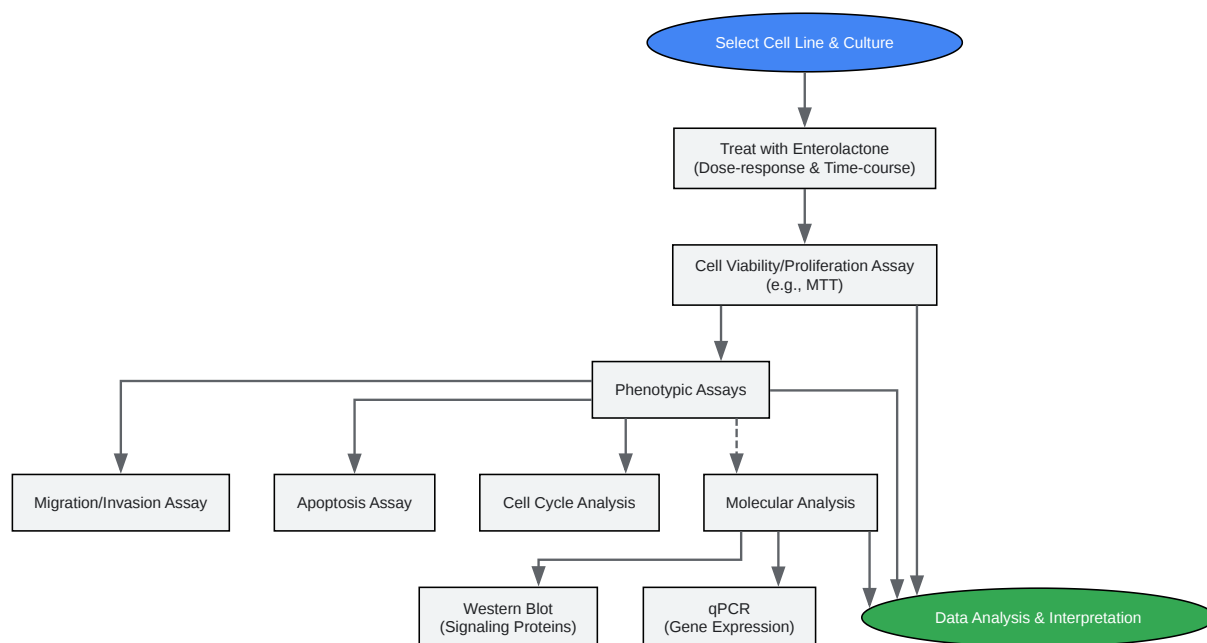 Select Cell Line & Culture
Treat with Enterolactone
(Dose-response & Time-course)
Cell Viability/Proliferation Assay
(e.g., MTT)
Phenotypic Assays
Migration/Invasion Assay
Apoptosis Assay
Cell Cycle Analysis
Molecular Analysis
Western Blot
(Signaling Proteins)
qPCR
(Gene Expression)
Data Analysis & Interpretation